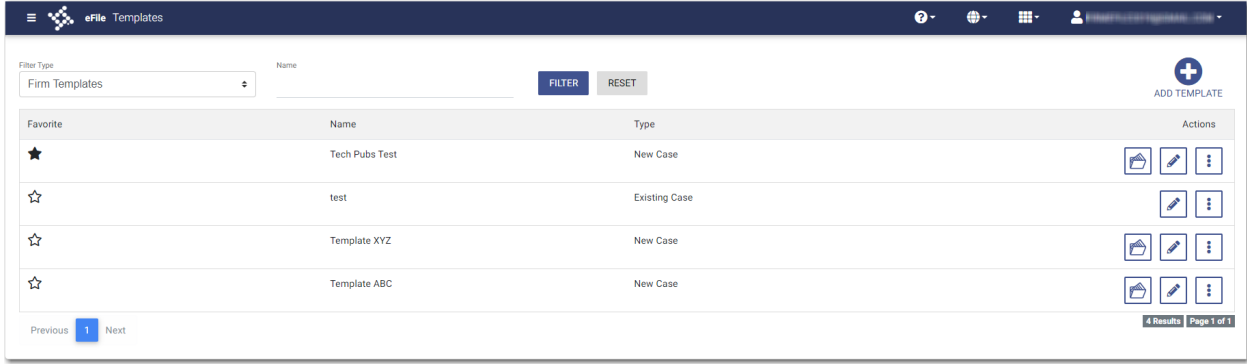 eFile Templates
Filter Type
Name
Firm Templates
FILTER
RESET
ADD TEMPLATE
Favorite Name Type Actions
Tech Pubs Test New Case
test Existing Case
Template XYZ New Case
Template ABC New Case
Previous 1 Next
4 Results Page 1 of 1